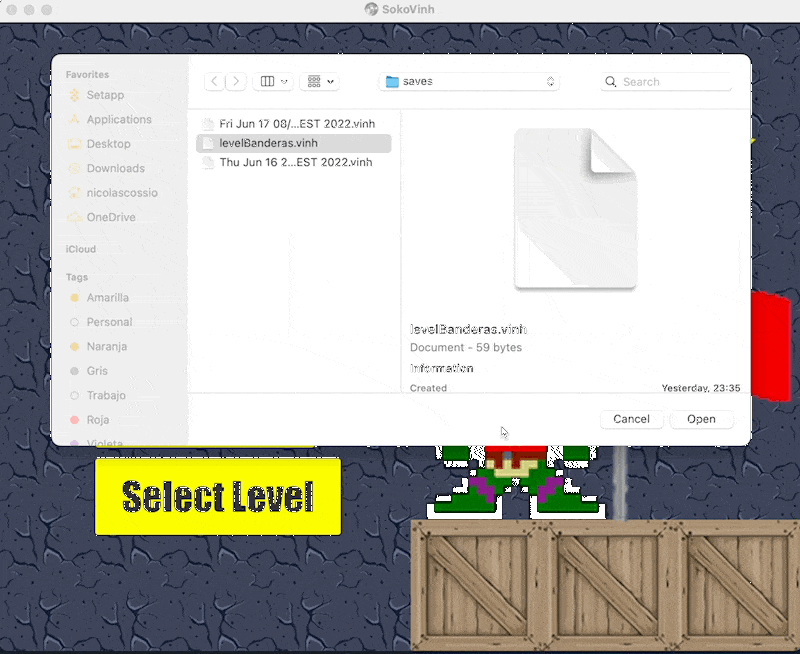 SokoVinh
Favorites
Setapp
Applications
Desktop
Downloads
nicolascossio
OneDrive
iCloud
Tags
Amarilla
Personal
Naranja
Gris
Trabajo
Roja
Violeta
saves
Search
Fri Jun 17 08/...EST 2022.vinh
levelBanderas.vinh
Thu Jun 16 2...EST 2022.vinh
levelBanderas.vinh
Document - 59 bytes
Information
Created Yesterday, 23:35
Cancel Open
Select Level